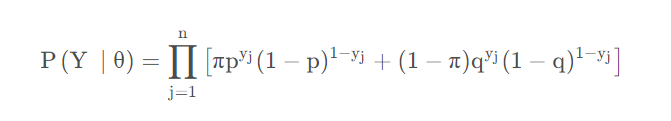 P(Y | θ) = ∏_{j=1}^{n} [πp^{y_j}(1 − p)^{1−y_j} + (1 − π)q^{y_j}(1 − q)^{1−y_j}]